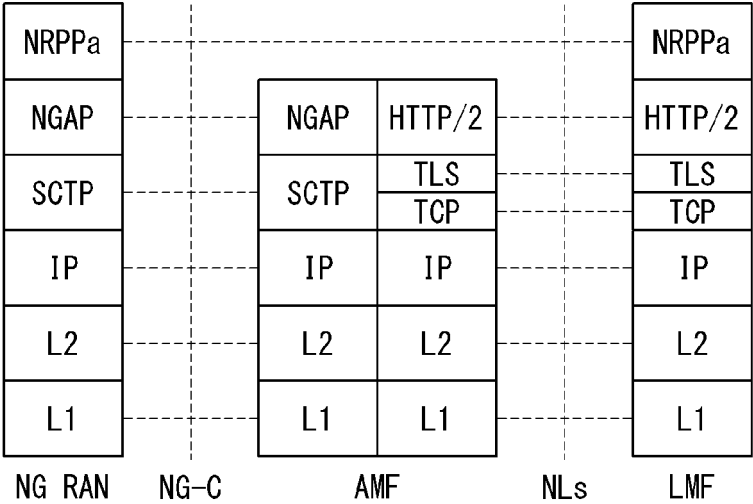 NRPPa NRPPa
NGAP NGAP HTTP/2 HTTP/2
SCTP SCTP TLS TLS
TCP TCP
IP IP IP IP
L2 L2 L2 L2
L1 L1 L1 L1
NG RAN NG-C AMF NLs LMF